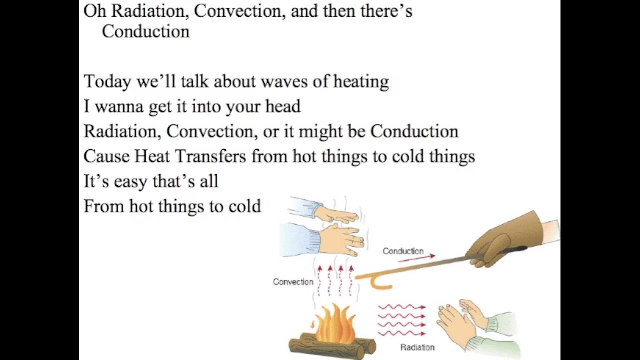 Oh Radiation, Convection, and then there's
Conduction
Today we'll talk about waves of heating
I wanna get it into your head
Radiation, Convection, or it might be Conduction
Cause Heat Transfers from hot things to cold things
It's easy that's all
From hot things to cold
Conduction
Convection
Radiation